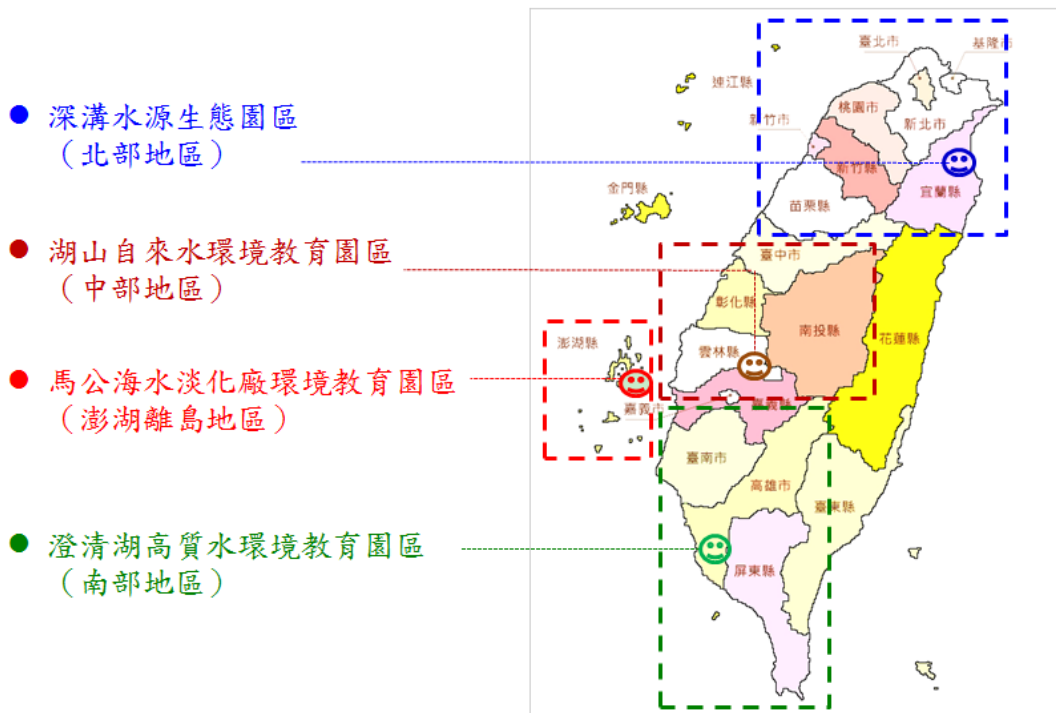 深溝水源生態園區
（北部地區）
湖山自來水環境教育園區
（中部地區）
馬公海水淡化廠環境教育園區
（澎湖離島地區）
澄清湖高質水環境教育園區
（南部地區）
臺北市
基隆市
連江縣
桃園市
新竹市
新北市
新竹縣
宜蘭縣
金門縣
苗栗縣
臺中市
彰化縣
南投縣
花蓮縣
澎湖縣
雲林縣
嘉義市
嘉義縣
臺南市
高雄市
臺東縣
屏東縣